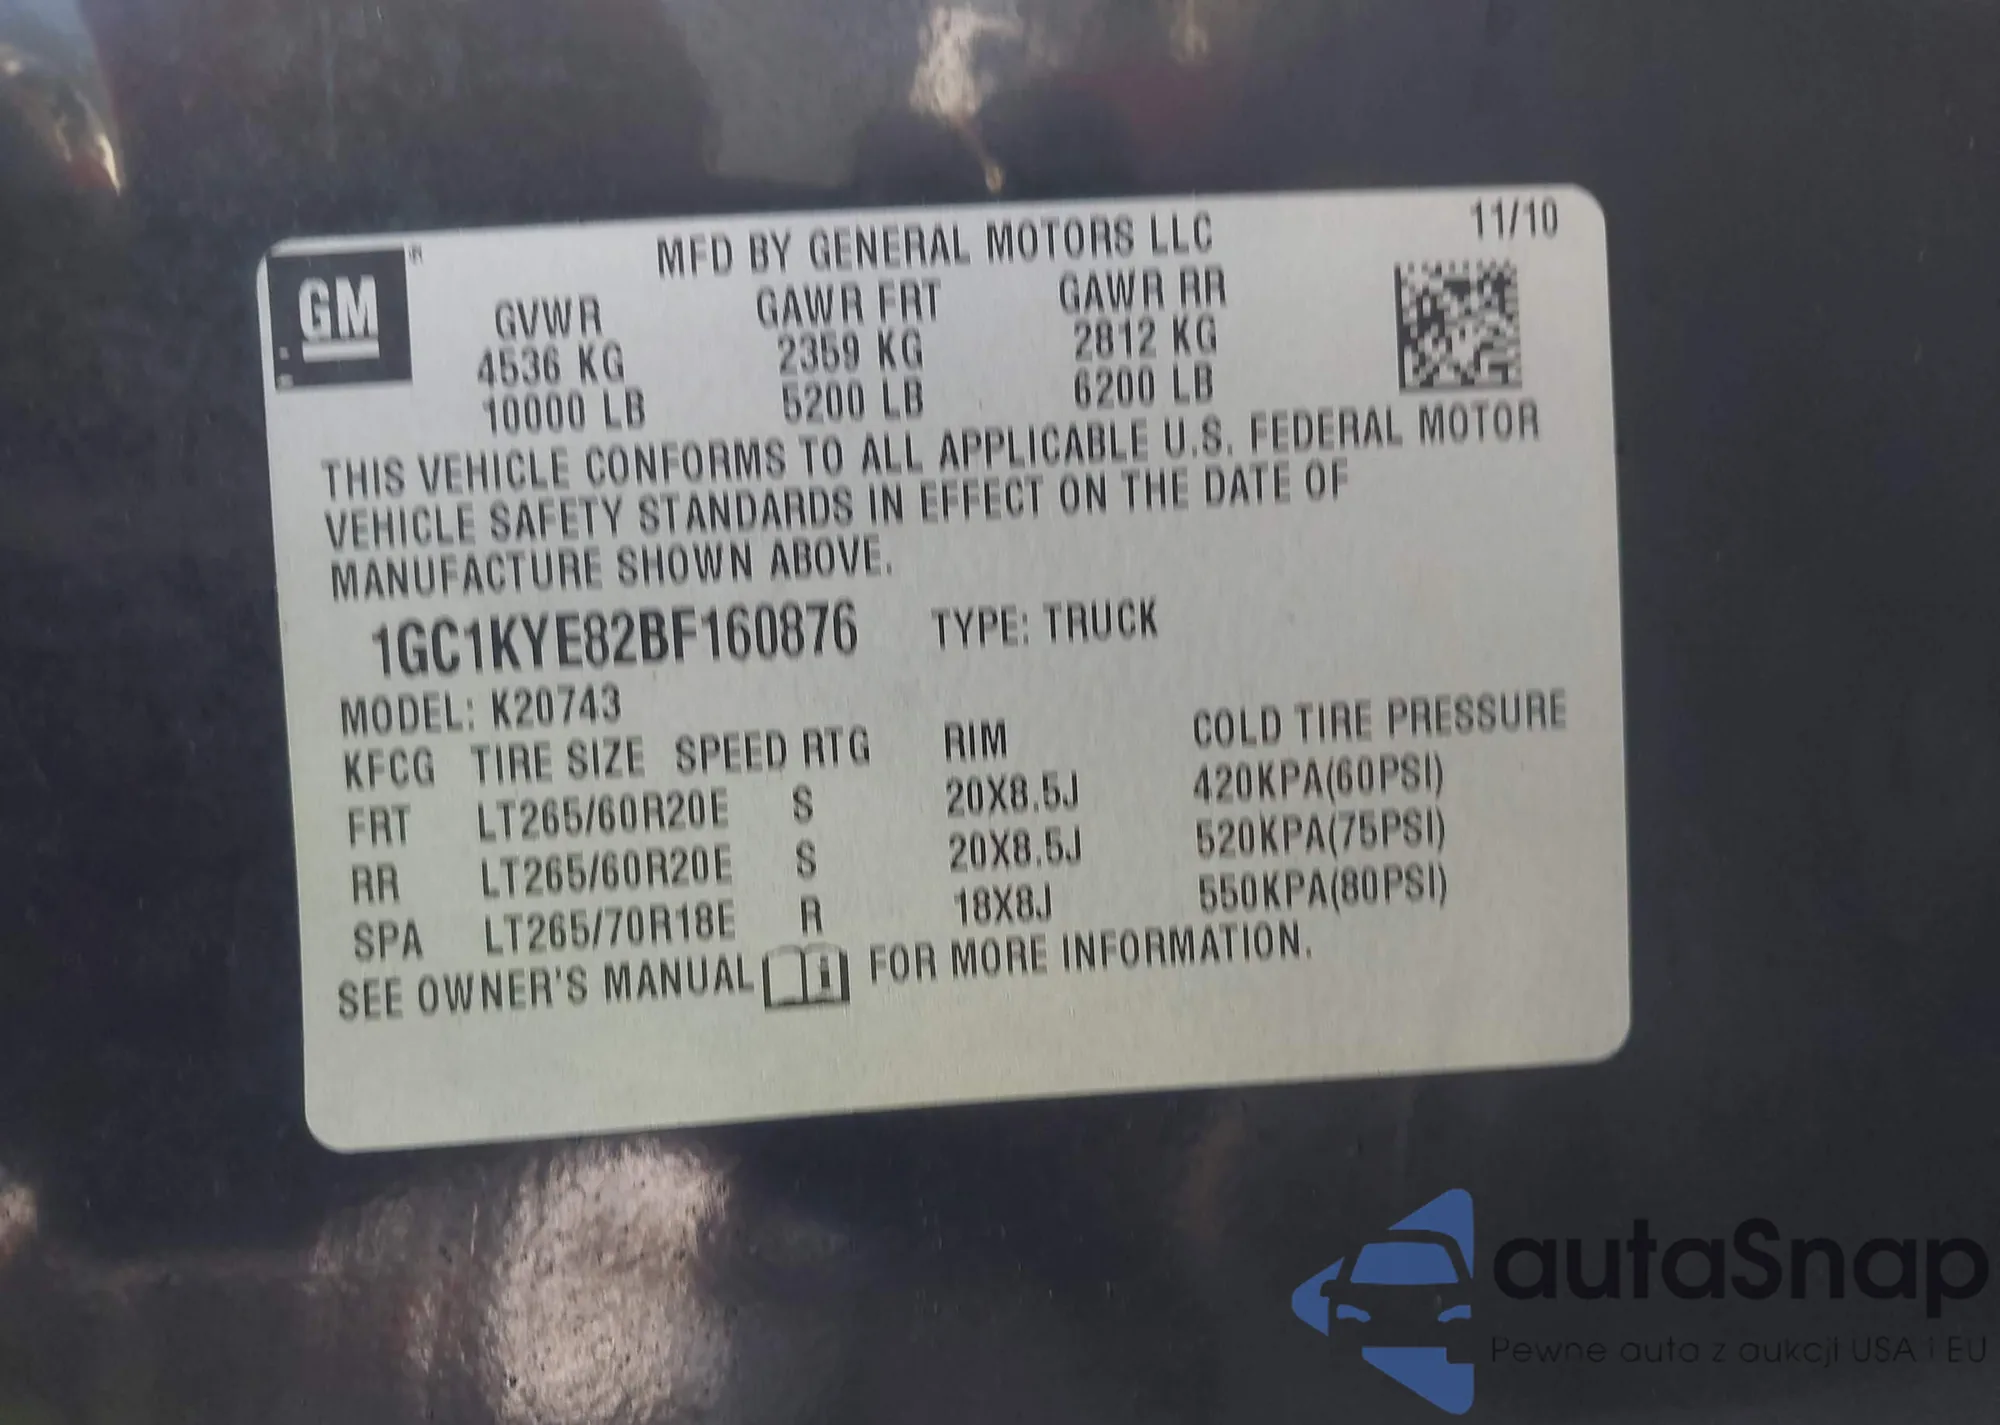 MFD BY GENERAL MOTORS LLC 11/10
GM®
GVWR GAWR FRT GAWR RR
4536 KG 2359 KG 2812 KG
10000 LB 5200 LB 6200 LB
THIS VEHICLE CONFORMS TO ALL APPLICABLE U.S. FEDERAL MOTOR
VEHICLE SAFETY STANDARDS IN EFFECT ON THE DATE OF
MANUFACTURE SHOWN ABOVE.
1GC1KYE82BF160876 TYPE: TRUCK
MODEL: K20743
KFCG TIRE SIZE SPEED RTG RIM COLD TIRE PRESSURE
FRT LT265/60R20E S 20X8.5J 420KPA(60PSI)
RR LT265/60R20E S 20X8.5J 520KPA(75PSI)
SPA LT265/70R18E R 18X8J 550KPA(80PSI)
SEE OWNER'S MANUAL FOR MORE INFORMATION.
autaSnap
Pewne auta z aukcji USA i EU